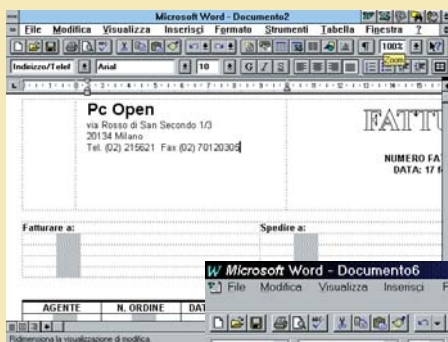 Microsoft Word - Documento2
File Modifica Visualizza Inserisci Formato Strumenti Tabella Finestra ?
100%
Indirizzo/Telef Arial 10 G C S
Zoom
Pc Open
via Rosso di San Secondo 1/3
20134 Milano
Tel. (02) 215621 Fax (02) 70120305
FATTU
NUMERO FA
DATA: 17 f
Fatturare a: Spedire a:
W Microsoft Word - Documento6
File Modifica Visualizza Inserisci F
AGENTE N. ORDINE DAT
Ridimensiona la visualizzazione di modifica